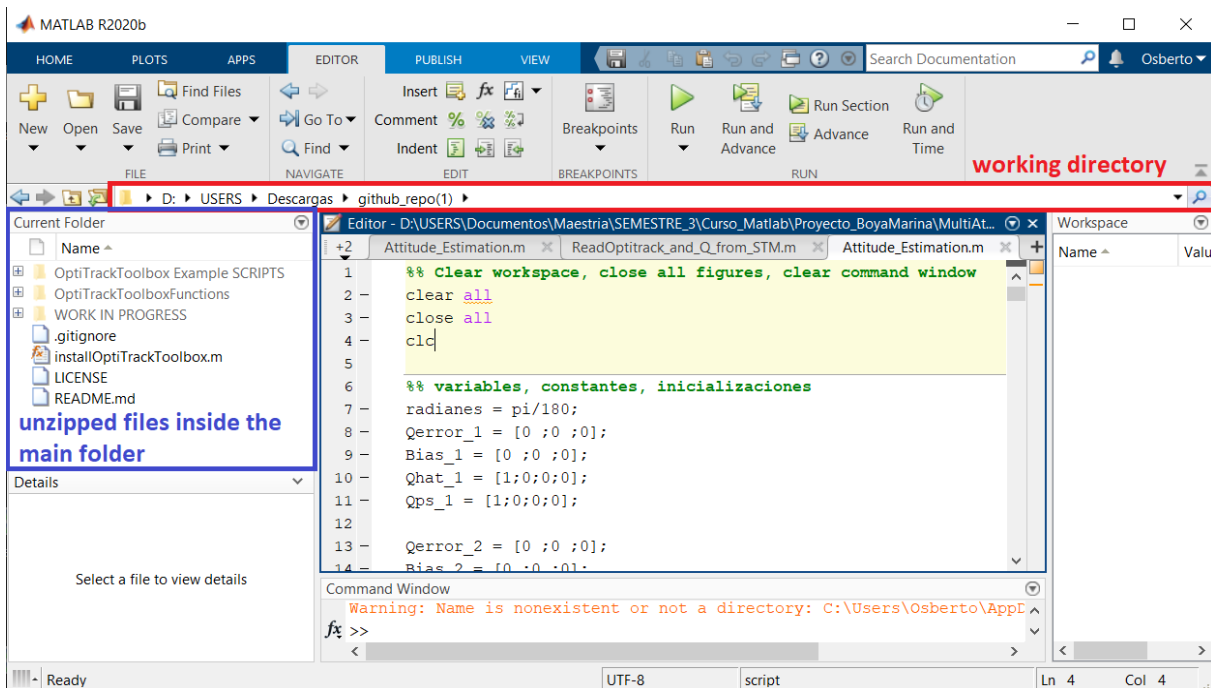 MATLAB R2020b
HOME PLOTS APPS EDITOR PUBLISH VIEW Search Documentation Osberto
New Open Save Find Files Compare Print
FILE
Go To Find
NAVIGATE
Insert fx fi
Comment %
Indent
EDIT
Breakpoints
BREAKPOINTS
Run Run and Advance Run Section Advance Run and Time
RUN
working directory
D: USERS Descargas github_repo(1)
Current Folder
Name
OptiTrackToolbox Example SCRIPTS
OptiTrackToolboxFunctions
WORK IN PROGRESS
.gitignore
installOptiTrackToolbox.m
LICENSE
README.md
unzipped files inside the
main folder
Details
Select a file to view details
Editor - D:\USERS\Documentos\Maestria\SEMESTRE_3\Curso_Matlab\Proyecto_BoyaMarina\MultiAt...
+2 Attitude_Estimation.m ReadOptitrack_and_Q_from_STM.m Attitude_Estimation.m +
1 %% Clear workspace, close all figures, clear command window
2 – clear all
3 – close all
4 – clc
5
6 %% variables, constantes, inicializaciones
7 – radianes = pi/180;
8 – Qerror_1 = [0 ;0 ;0];
9 – Bias_1 = [0 ;0 ;0];
10 – Qhat_1 = [1;0;0;0];
11 – Qps_1 = [1;0;0;0];
12
13 – Qerror_2 = [0 ;0 ;0];
14 – Bias_2 = [0 ;0 ;0];
Command Window
Warning: Name is nonexistent or not a directory: C:\Users\Osberto\AppD
fx >>
Workspace
Name Valu
Ready UTF-8 script Ln 4 Col 4